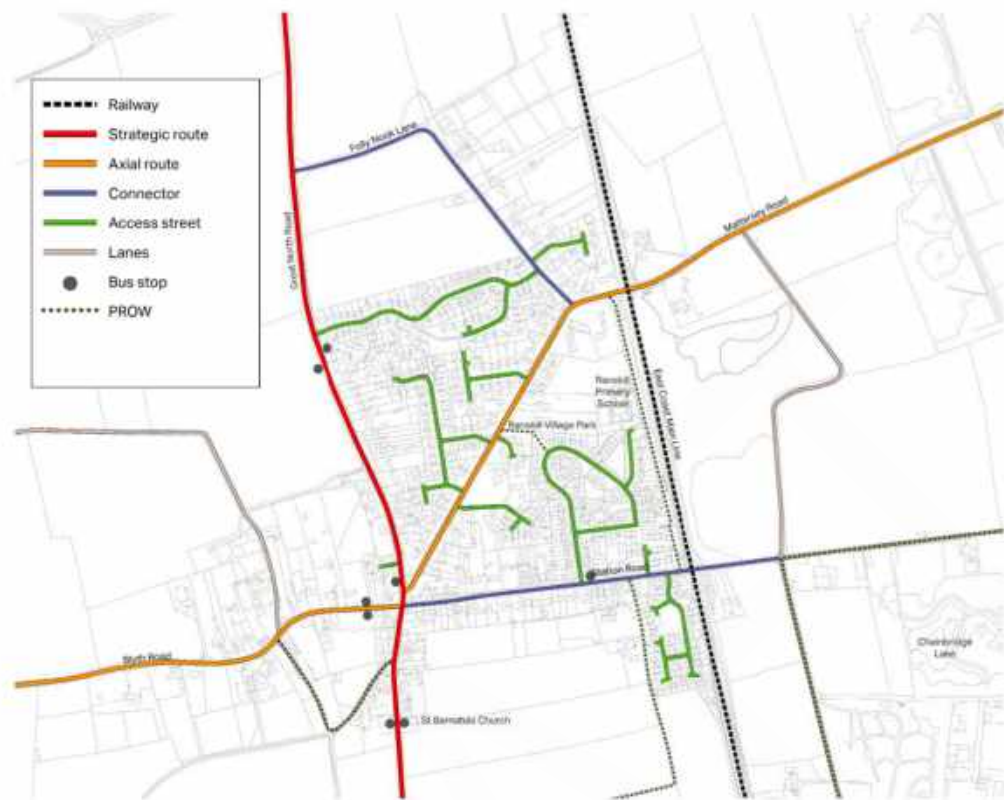 Railway
Strategic route
Axial route
Connector
Access street
Lanes
Bus stop
PROW
Folly Nook Lane
Great North Road
Mattersey Road
Ranskill
Primary
School
East Coast Main Line
Ranskill Village Park
Station Road
Blyth Road
Chainbridge
Lake
St Barnabas Church